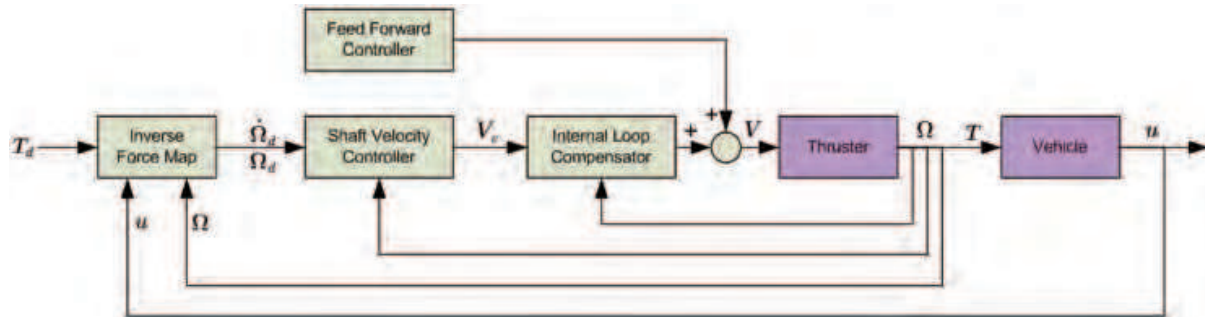 Feed Forward
Controller
+
T_d
Inverse
Force Map
Ω̇_d
Ω_d
Shaft Velocity
Controller
V_c
Internal Loop
Compensator
+
V
Thruster
Ω
T
Vehicle
u
u
Ω